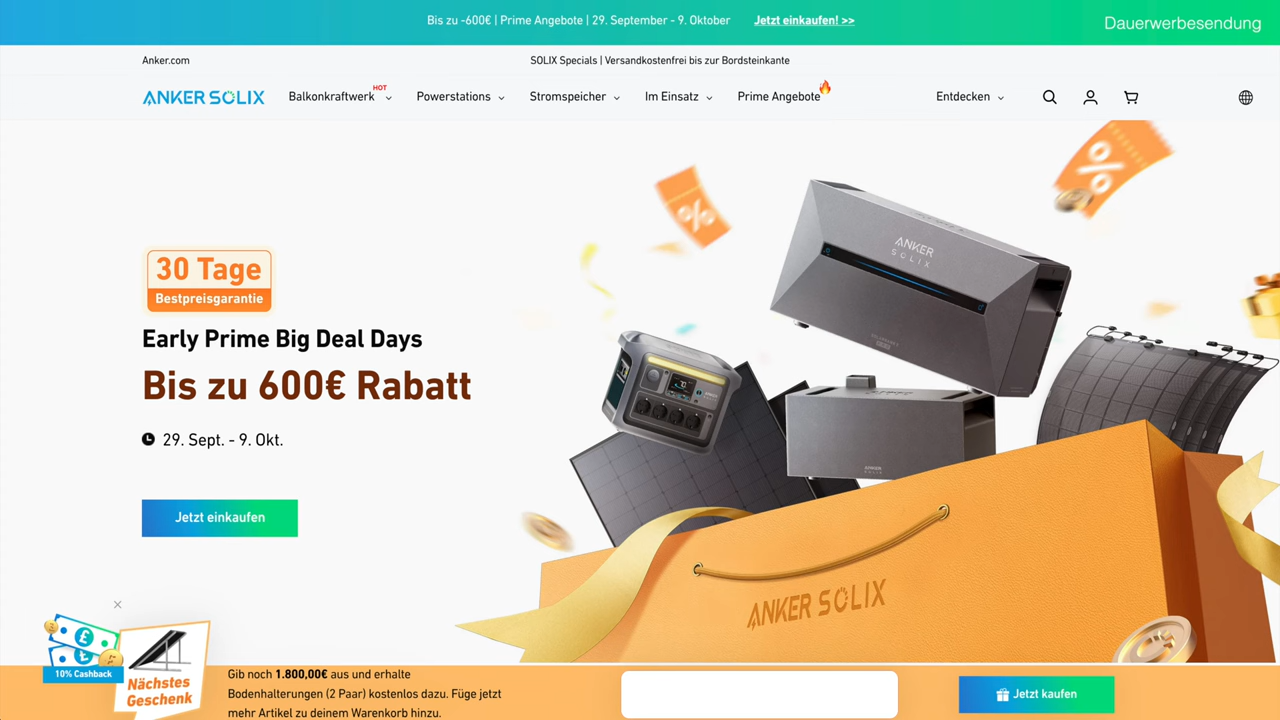 Bis zu -600€ | Prime Angebote | 29. September - 9. Oktober Jetzt einkaufen! >>
Dauerwerbesendung
Anker.com
SOLIX Specials | Versandkostenfrei bis zur Bordsteinkante
ANKER SOLIX
Balkonkraftwerk HOT
Powerstations
Stromspeicher
Im Einsatz
Prime Angebote
Entdecken
30 Tage
Bestpreisgarantie
Early Prime Big Deal Days
Bis zu 600€ Rabatt
29. Sept. - 9. Okt.
Jetzt einkaufen
%
%
ANKER
SOLIX
ANKER
ANKER SOLIX
10% Cashback
Nächstes
Geschenk
Gib noch 1.800,00€ aus und erhalte
Bodenhalterungen (2 Paar) kostenlos dazu. Füge jetzt
mehr Artikel zu deinem Warenkorb hinzu.
Jetzt kaufen